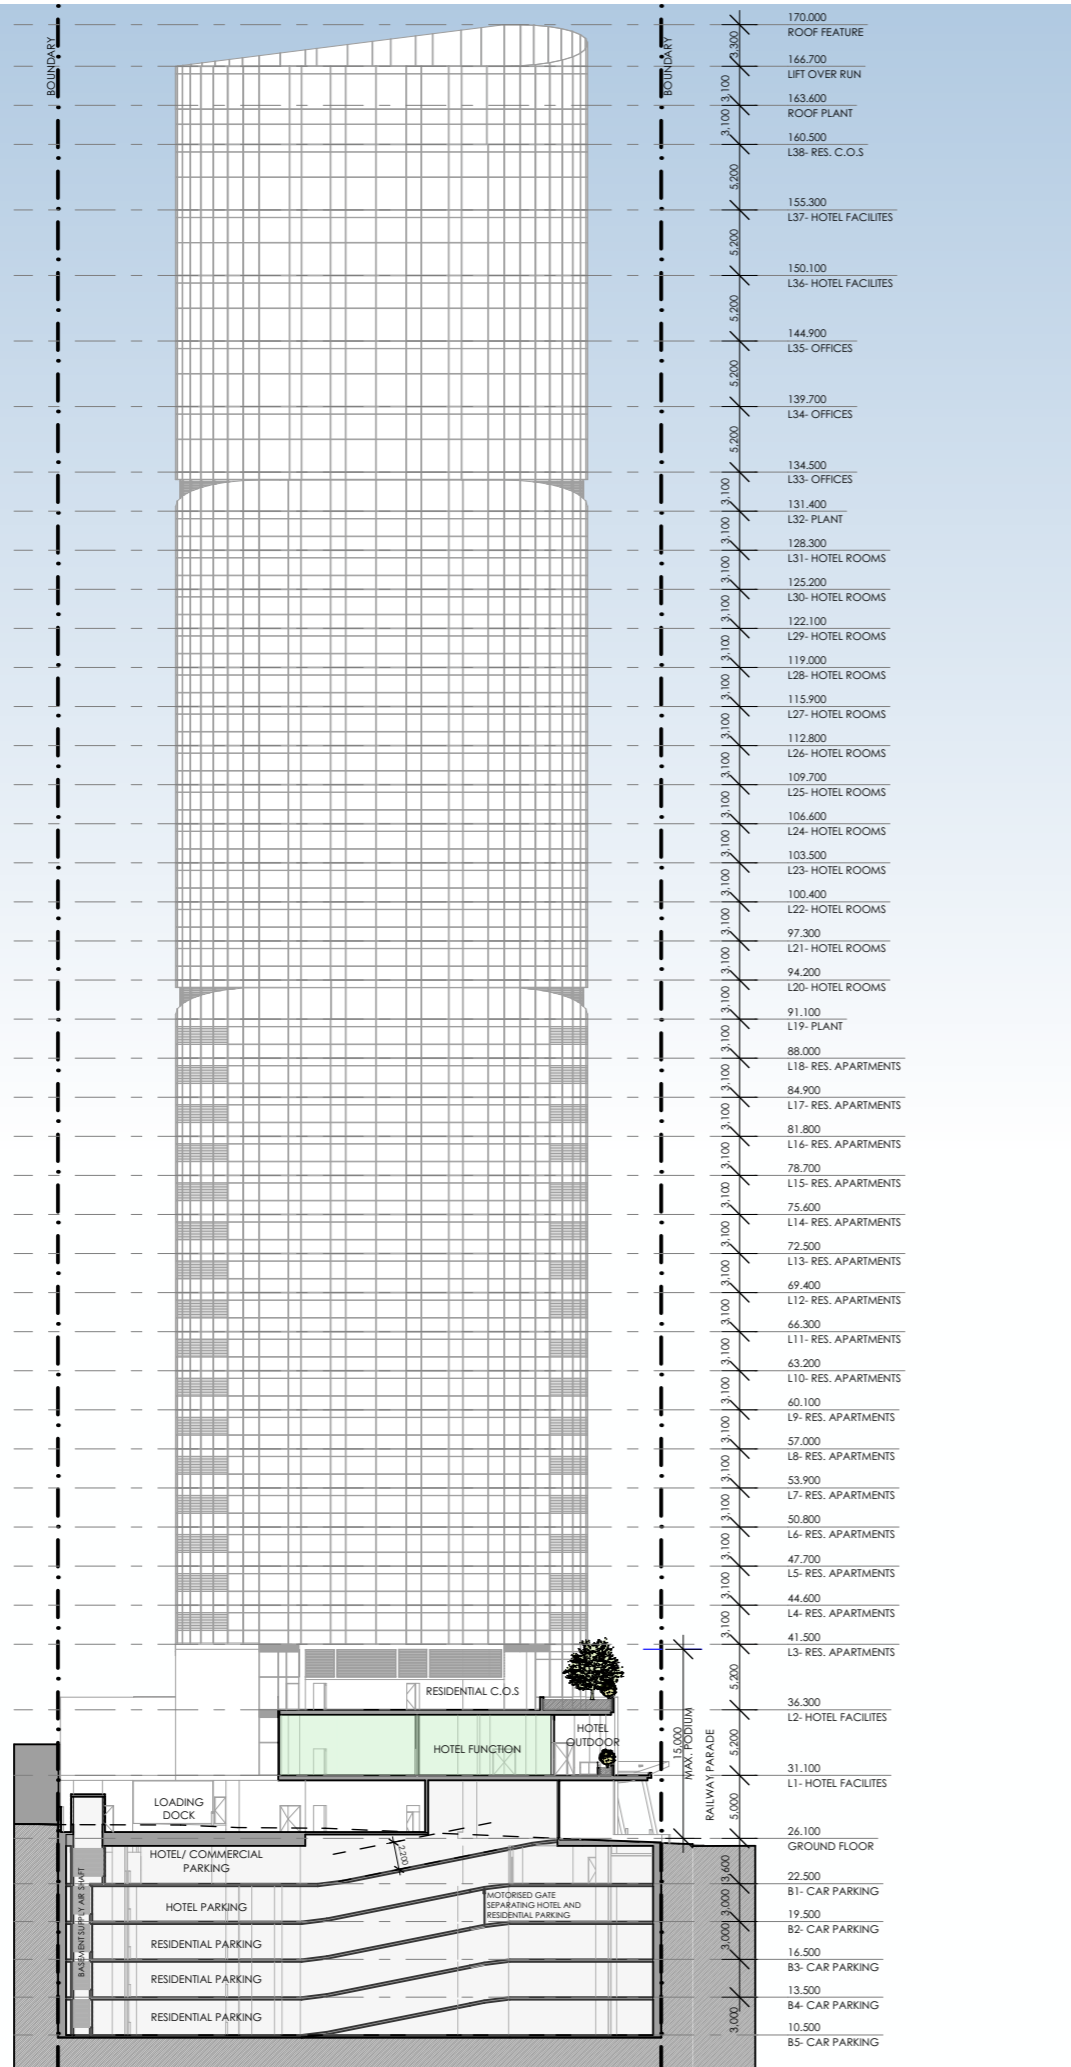 BOUNDARY
BOUNDARY
170.000
ROOF FEATURE
3,300
166.700
LIFT OVER RUN
3,100
163.600
ROOF PLANT
3,100
160.500
L38- RES. C.O.S
5,200
155.300
L37- HOTEL FACILITES
5,200
150.100
L36- HOTEL FACILITES
5,200
144.900
L35- OFFICES
5,200
139.700
L34- OFFICES
5,200
134.500
L33- OFFICES
3,100
131.400
L32- PLANT
3,100
128.300
L31- HOTEL ROOMS
3,100
125.200
L30- HOTEL ROOMS
3,100
122.100
L29- HOTEL ROOMS
3,100
119.000
L28- HOTEL ROOMS
3,100
115.900
L27- HOTEL ROOMS
3,100
112.800
L26- HOTEL ROOMS
3,100
109.700
L25- HOTEL ROOMS
3,100
106.600
L24- HOTEL ROOMS
3,100
103.500
L23- HOTEL ROOMS
3,100
100.400
L22- HOTEL ROOMS
3,100
97.300
L21- HOTEL ROOMS
3,100
94.200
L20- HOTEL ROOMS
3,100
91.100
L19- PLANT
3,100
88.000
L18- RES. APARTMENTS
3,100
84.900
L17- RES. APARTMENTS
3,100
81.800
L16- RES. APARTMENTS
3,100
78.700
L15- RES. APARTMENTS
3,100
75.600
L14- RES. APARTMENTS
3,100
72.500
L13- RES. APARTMENTS
3,100
69.400
L12- RES. APARTMENTS
3,100
66.300
L11- RES. APARTMENTS
3,100
63.200
L10- RES. APARTMENTS
3,100
60.100
L9- RES. APARTMENTS
3,100
57.000
L8- RES. APARTMENTS
3,100
53.900
L7- RES. APARTMENTS
3,100
50.800
L6- RES. APARTMENTS
3,100
47.700
L5- RES. APARTMENTS
3,100
44.600
L4- RES. APARTMENTS
3,100
41.500
L3- RES. APARTMENTS
5,200
36.300
L2- HOTEL FACILITES
5,200
31.100
L1- HOTEL FACILITES
5,000
26.100
GROUND FLOOR
3,600
22.500
B1- CAR PARKING
3,000
19.500
B2- CAR PARKING
3,000
16.500
B3- CAR PARKING
13.500
B4- CAR PARKING
3,000
10.500
B5- CAR PARKING
RESIDENTIAL C.O.S
HOTEL FUNCTION
HOTEL
OUTDOOR
15,000
MAX. PODIUM
RAILWAY PARADE
LOADING
DOCK
HOTEL/ COMMERCIAL
PARKING
2,200
HOTEL PARKING
MOTORISED GATE
SEPARATING HOTEL AND
RESIDENTIAL PARKING
RESIDENTIAL PARKING
RESIDENTIAL PARKING
RESIDENTIAL PARKING
BASEMENT SUPPLY AIR SHAFT